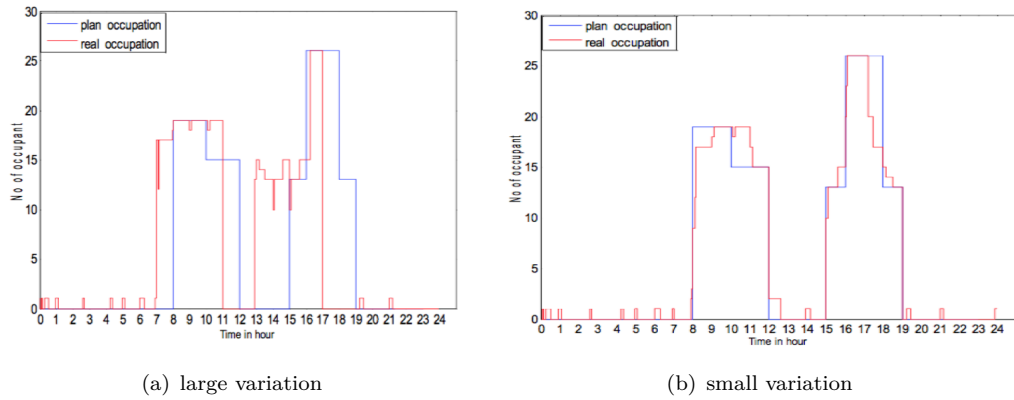 plan occupation
real occupation
30
25
20
15
10
5
0
No of occupant
0 1 2 3 4 5 6 7 8 9 10 11 12 13 14 15 16 17 18 19 20 21 22 23 24
Time in hour
(a) large variation
plan occupation
real occupation
30
25
20
15
10
5
0
No of occupant
0 1 2 3 4 5 6 7 8 9 10 11 12 13 14 15 16 17 18 19 20 21 22 23 24
Time in hour
(b) small variation